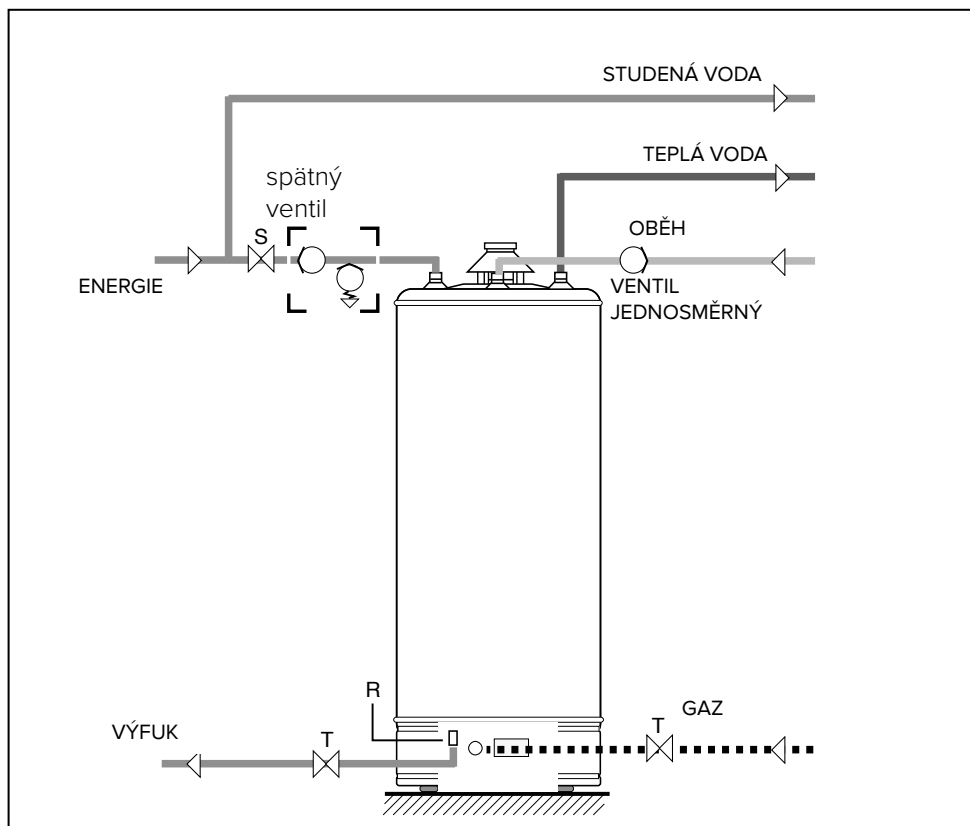 STUDENÁ VODA
TEPLÁ VODA
spätný
ventil
S
OBĚH
ENERGIE
VENTIL
JEDNOSMĚRNÝ
R
GAZ
VÝFUK
T
T